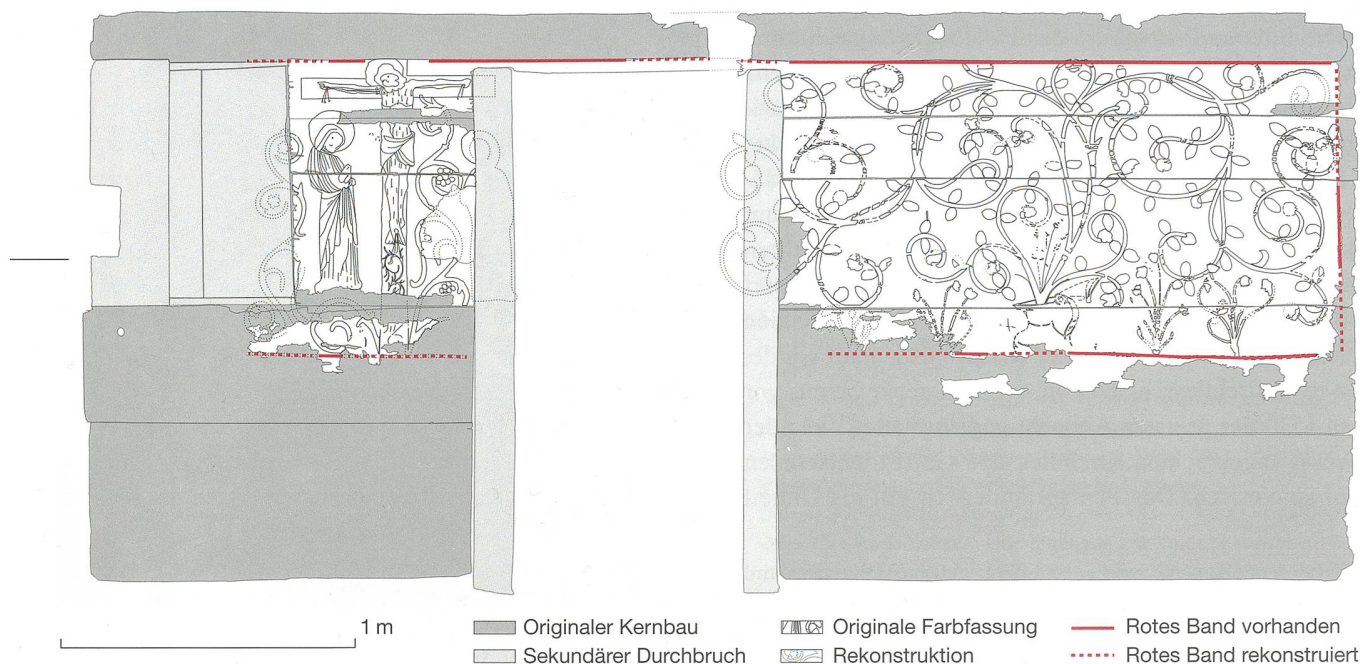 1 m
Originaler Kernbau
Sekundärer Durchbruch
Originale Farbfassung
Rekonstruktion
Rotes Band vorhanden
Rotes Band rekonstruiert